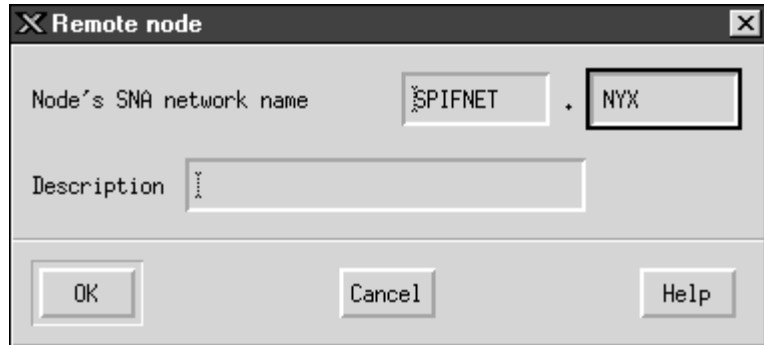 Remote node
Node's SNA network name SPIFNET . NYX
Description
OK Cancel Help